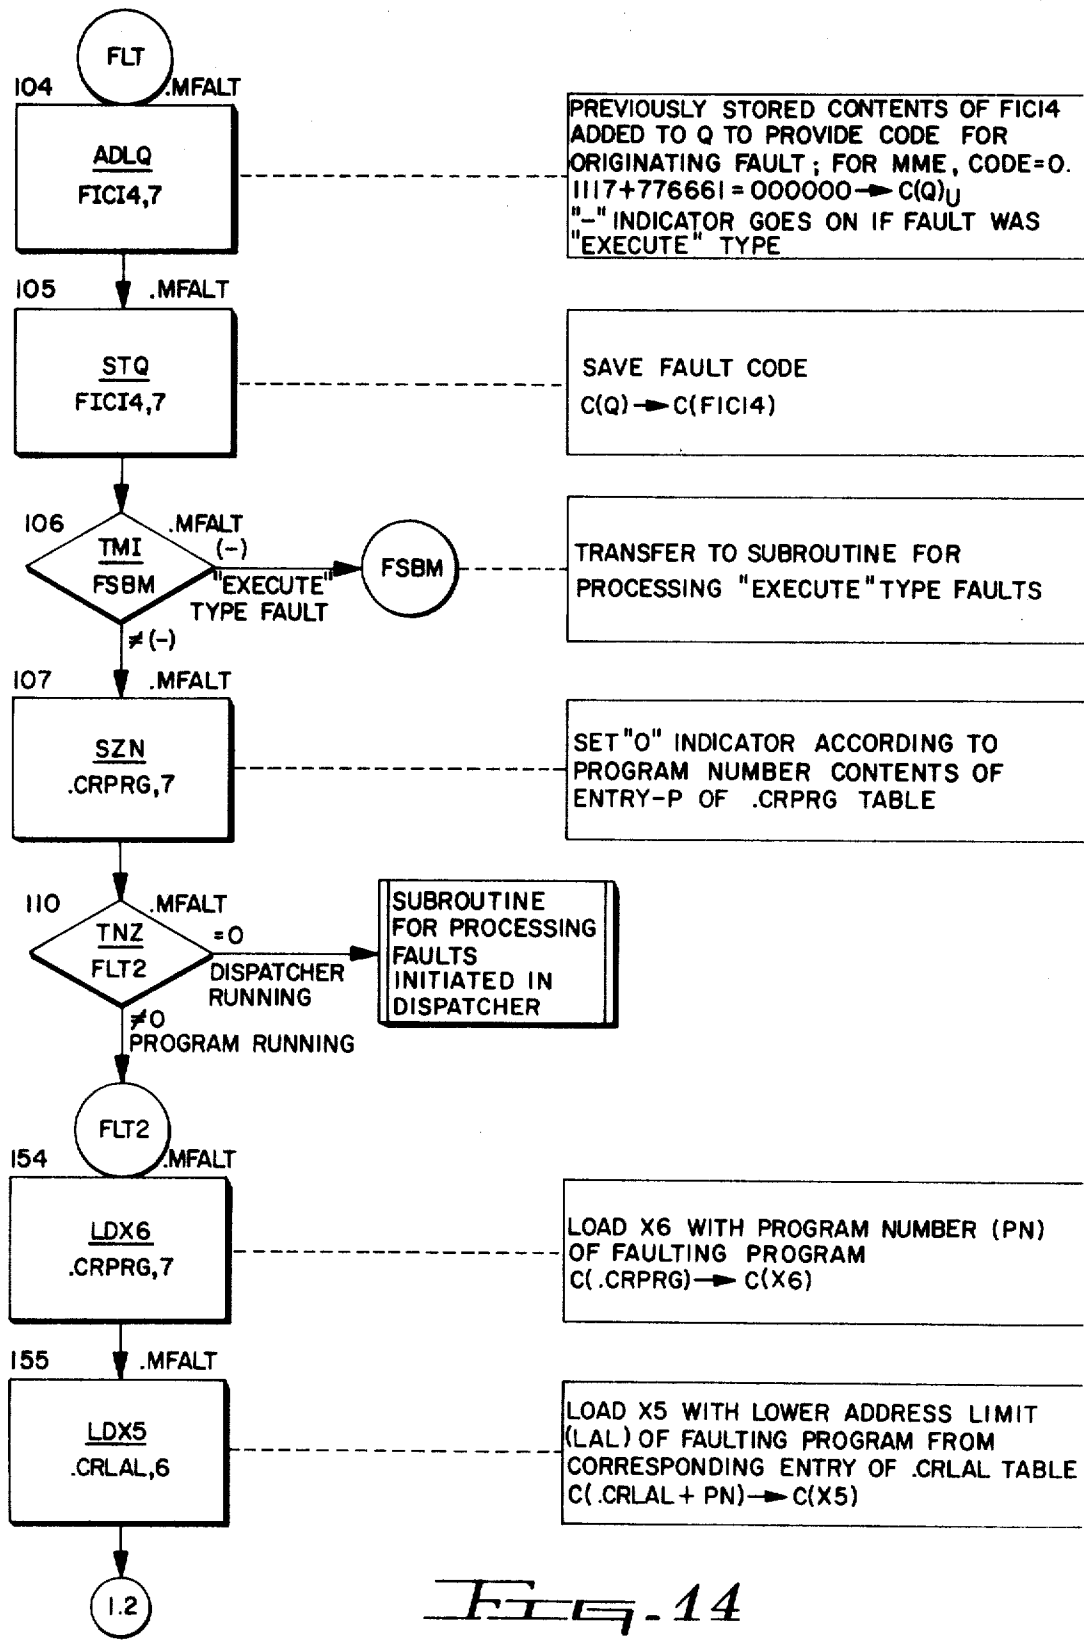 FLT
104 .MFALT
ADLQ
FICI4,7
PREVIOUSLY STORED CONTENTS OF FICI4
ADDED TO Q TO PROVIDE CODE FOR
ORIGINATING FAULT; FOR MME, CODE=0.
1117+776661=000000→C(Q)U
"–" INDICATOR GOES ON IF FAULT WAS
"EXECUTE" TYPE
105 .MFALT
STQ
FICI4,7
SAVE FAULT CODE
C(Q)→C(FICI4)
106 .MFALT
TMI
FSBM
(-)
"EXECUTE"
TYPE FAULT
≠(-)
FSBM
TRANSFER TO SUBROUTINE FOR
PROCESSING "EXECUTE" TYPE FAULTS
107 .MFALT
SZN
.CRPRG,7
SET "0" INDICATOR ACCORDING TO
PROGRAM NUMBER CONTENTS OF
ENTRY-P OF .CRPRG TABLE
110 .MFALT
TNZ
FLT2
=0
DISPATCHER
RUNNING
SUBROUTINE
FOR PROCESSING
FAULTS
INITIATED IN
DISPATCHER
≠0
PROGRAM RUNNING
FLT2
154 .MFALT
LDX6
.CRPRG,7
LOAD X6 WITH PROGRAM NUMBER (PN)
OF FAULTING PROGRAM
C(.CRPRG)→C(X6)
155 .MFALT
LDX5
.CRLAL,6
LOAD X5 WITH LOWER ADDRESS LIMIT
(LAL) OF FAULTING PROGRAM FROM
CORRESPONDING ENTRY OF .CRLAL TABLE
C(.CRLAL+PN)→C(X5)
1.2
FIG-14